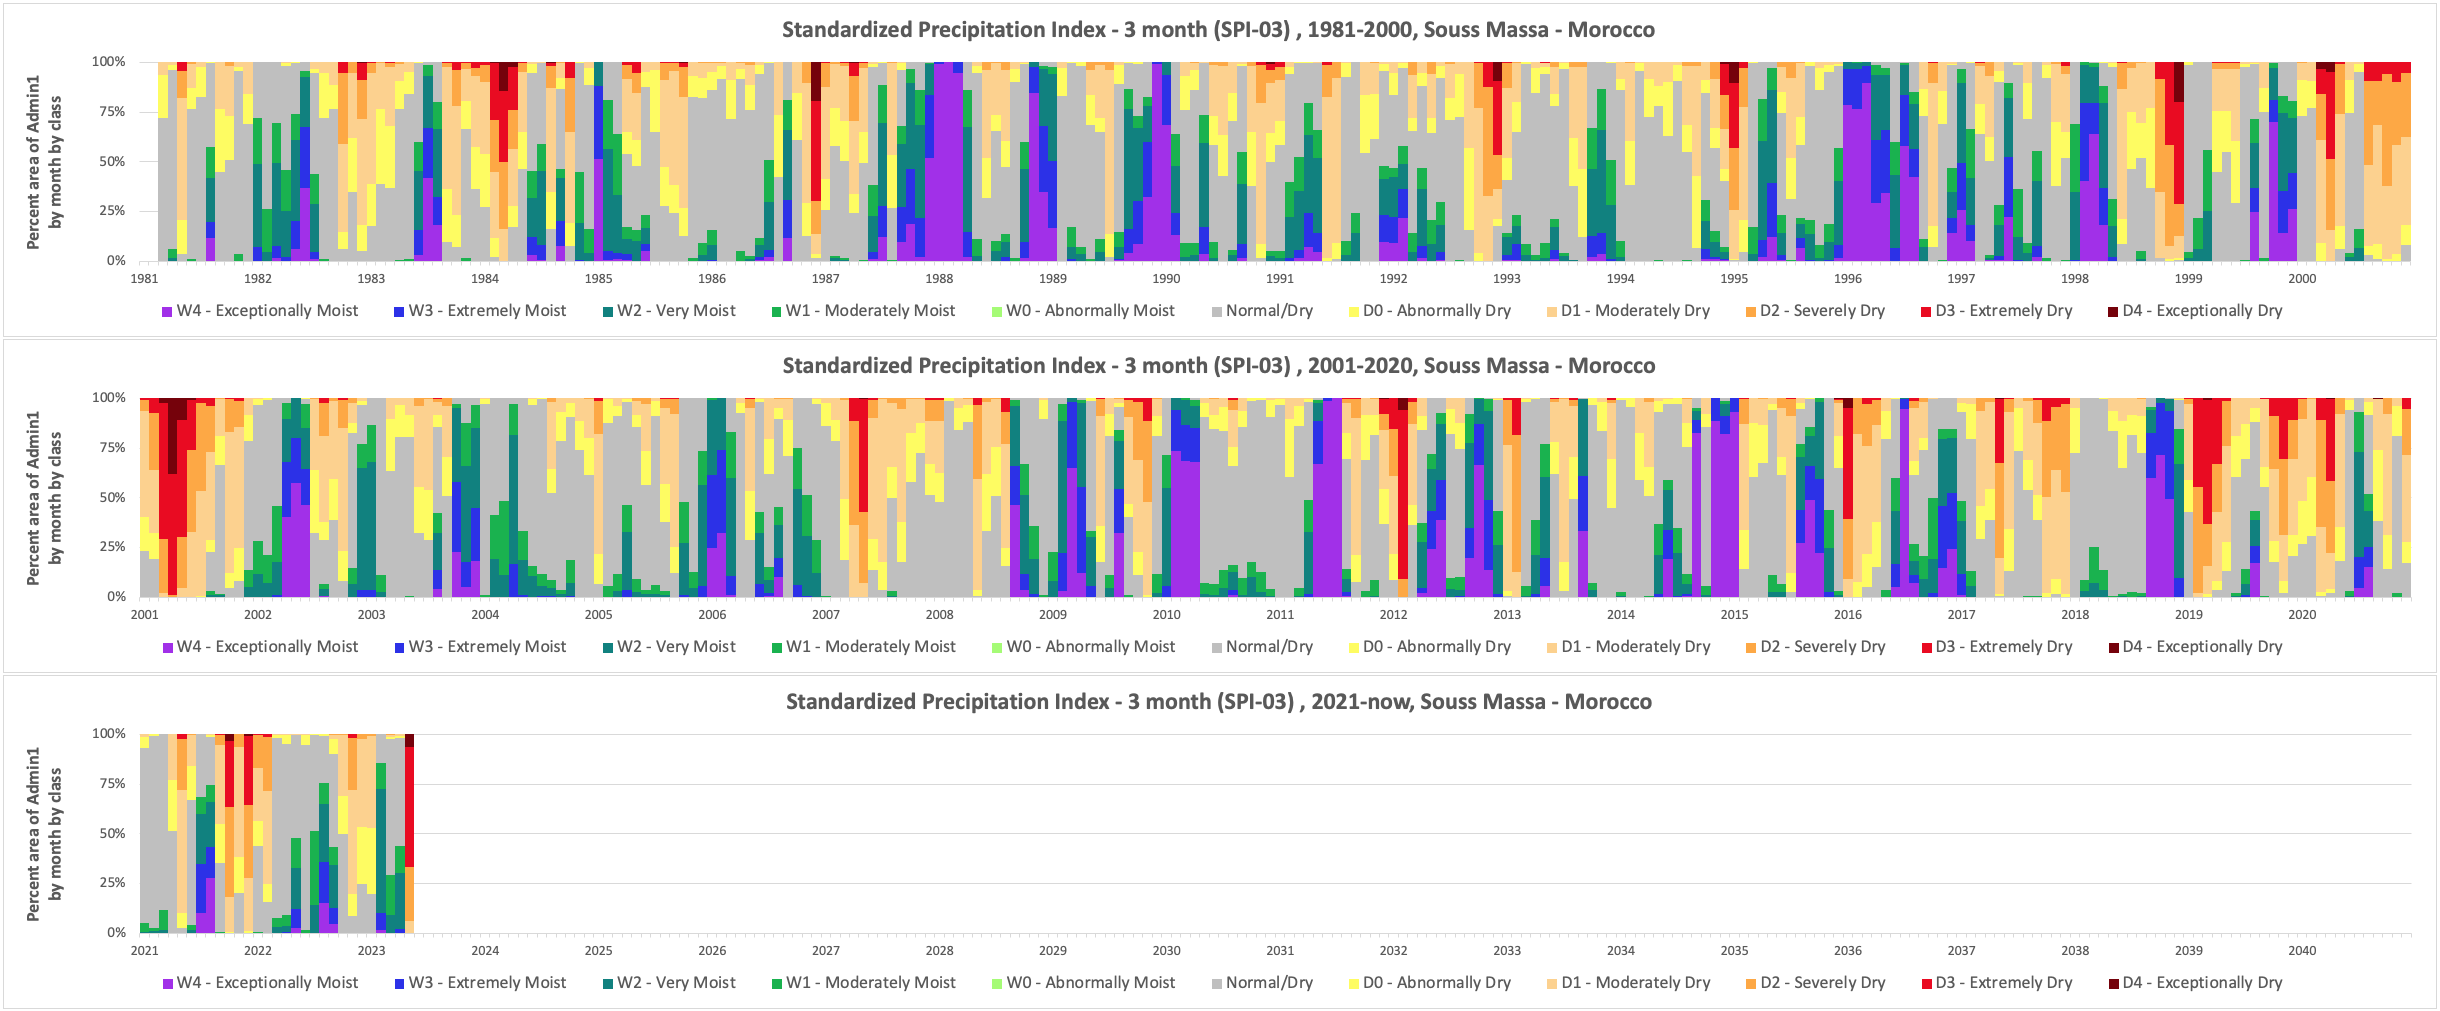 Standardized Precipitation Index - 3 month (SPI-03) , 1981-2000, Souss Massa - Morocco
Percent area of Admin1
by month by class
100%
75%
50%
25%
0%
1981 1982 1983 1984 1985 1986 1987 1988 1989 1990 1991 1992 1993 1994 1995 1996 1997 1998 1999 2000
W4 - Exceptionally Moist W3 - Extremely Moist W2 - Very Moist W1 - Moderately Moist W0 - Abnormally Moist Normal/Dry D0 - Abnormally Dry D1 - Moderately Dry D2 - Severely Dry D3 - Extremely Dry D4 - Exceptionally Dry
Standardized Precipitation Index - 3 month (SPI-03) , 2001-2020, Souss Massa - Morocco
Percent area of Admin1
by month by class
100%
75%
50%
25%
0%
2001 2002 2003 2004 2005 2006 2007 2008 2009 2010 2011 2012 2013 2014 2015 2016 2017 2018 2019 2020
W4 - Exceptionally Moist W3 - Extremely Moist W2 - Very Moist W1 - Moderately Moist W0 - Abnormally Moist Normal/Dry D0 - Abnormally Dry D1 - Moderately Dry D2 - Severely Dry D3 - Extremely Dry D4 - Exceptionally Dry
Standardized Precipitation Index - 3 month (SPI-03) , 2021-now, Souss Massa - Morocco
Percent area of Admin1
by month by class
100%
75%
50%
25%
0%
2021 2022 2023 2024 2025 2026 2027 2028 2029 2030 2031 2032 2033 2034 2035 2036 2037 2038 2039 2040
W4 - Exceptionally Moist W3 - Extremely Moist W2 - Very Moist W1 - Moderately Moist W0 - Abnormally Moist Normal/Dry D0 - Abnormally Dry D1 - Moderately Dry D2 - Severely Dry D3 - Extremely Dry D4 - Exceptionally Dry